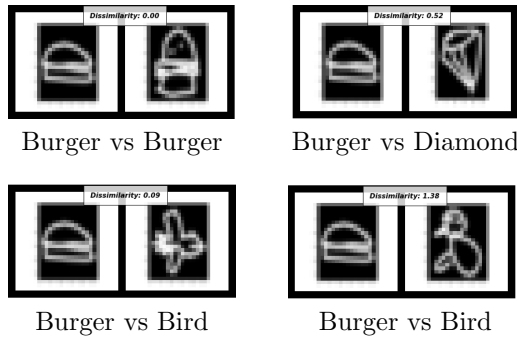 Dissimilarity: 0.00
Dissimilarity: 0.52
Burger vs Burger
Burger vs Diamond
Dissimilarity: 0.09
Dissimilarity: 1.38
Burger vs Bird
Burger vs Bird